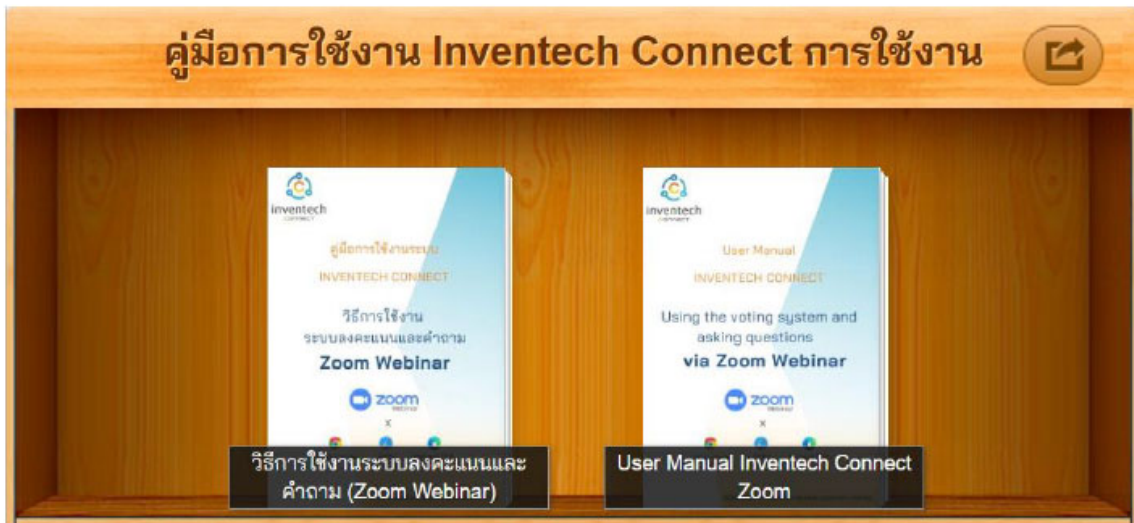 คู่มือการใช้งาน Inventech Connect การใช้งาน
inventech
CONNECT
คู่มือการใช้งานระบบ
INVENTECH CONNECT
วิธีการใช้งาน
ระบบลงคะแนนและคำถาม
Zoom Webinar
zoom
Webinar
x
วิธีการใช้งานระบบลงคะแนนและ
คำถาม (Zoom Webinar)
inventech
CONNECT
User Manual
INVENTECH CONNECT
Using the voting system and
asking questions
via Zoom Webinar
zoom
Webinar
x
User Manual Inventech Connect
Zoom